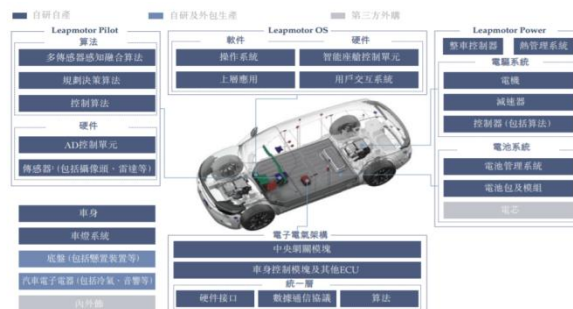 自研自產
自研及外包生產
第三方外購
Leapmotor Pilot
算法
多傳感器感知融合算法
規劃決策算法
控制算法
硬件
AD控制單元
傳感器¹(包括攝像頭、雷達等)
Leapmotor OS
軟件
硬件
操作系統
智能座艙控制單元
上層應用
用戶交互系統
Leapmotor Power
整車控制器
熱管理系統
電驅系統
電機
減速器
控制器(包括算法)
電池系統
電池管理系統
電池包及模組
電芯
車身
車燈系統
底盤(包括懸置裝置等)
汽車電子電器(包括冷氣、音響等)
內外飾
電子電氣架構
中央網關模塊
車身控制模塊及其他ECU
統一層
硬件接口
數據通信協議
算法